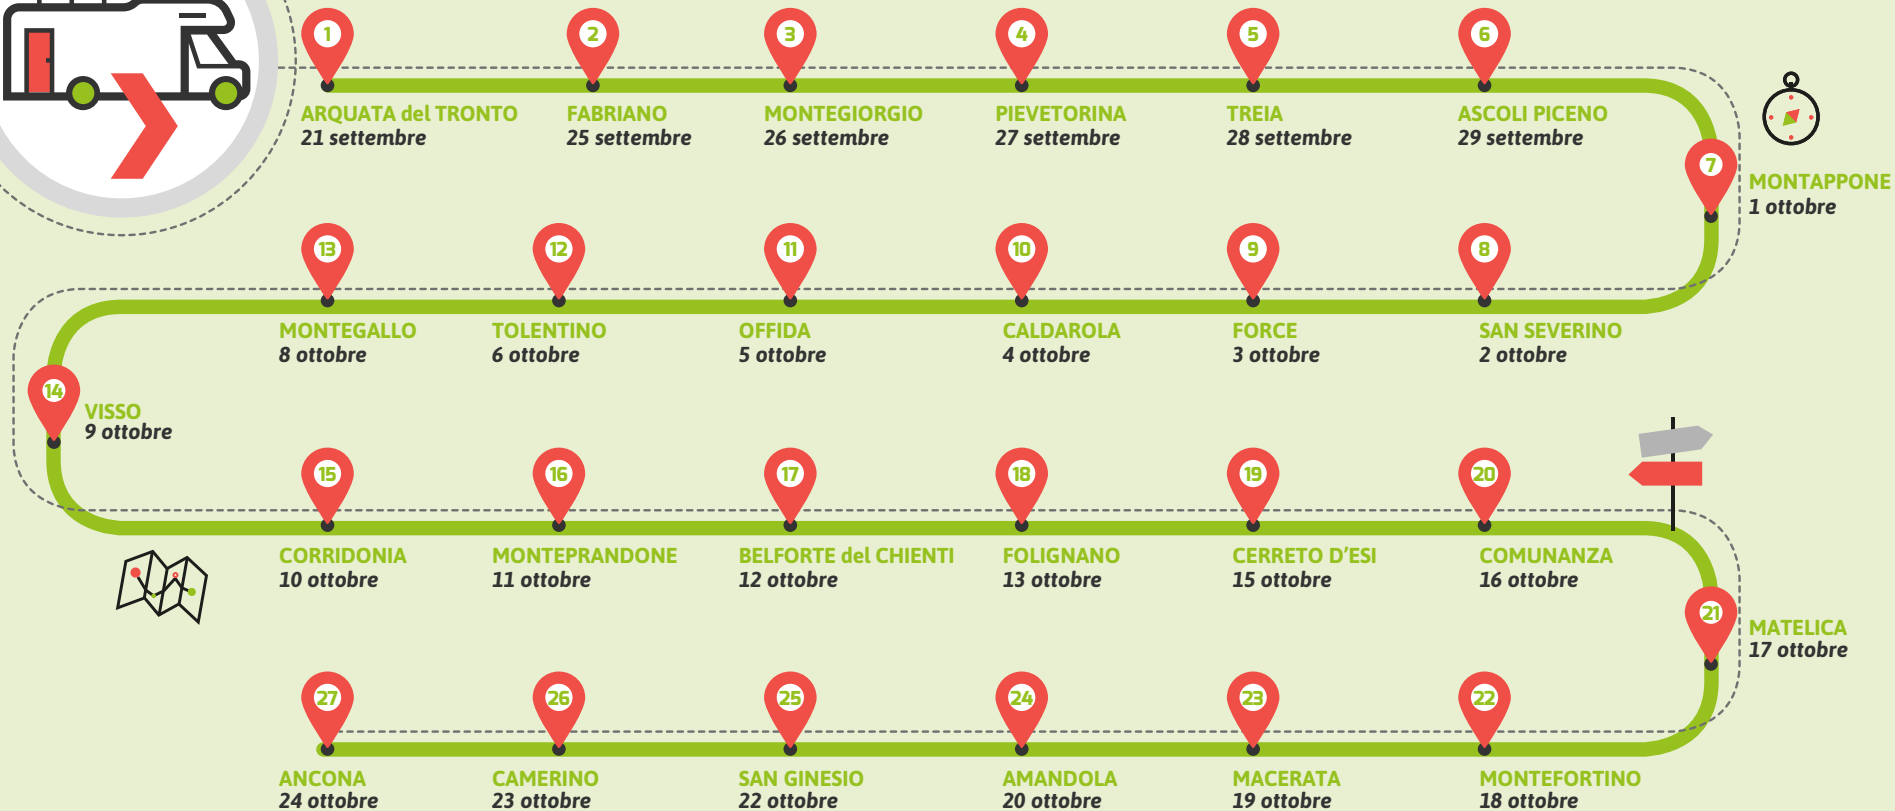 1
ARQUATA del TRONTO
21 settembre
2
FABRIANO
25 settembre
3
MONTEGIORGIO
26 settembre
4
PIEVETORINA
27 settembre
5
TREIA
28 settembre
6
ASCOLI PICENO
29 settembre
7
MONTAPPONE
1 ottobre
8
SAN SEVERINO
2 ottobre
9
FORCE
3 ottobre
10
CALDAROLA
4 ottobre
11
OFFIDA
5 ottobre
12
TOLENTINO
6 ottobre
13
MONTEGALLO
8 ottobre
14
VISSO
9 ottobre
15
CORRIDONIA
10 ottobre
16
MONTEPRANDONE
11 ottobre
17
BELFORTE del CHIENTI
12 ottobre
18
FOLIGNANO
13 ottobre
19
CERRETO D’ESI
15 ottobre
20
COMUNANZA
16 ottobre
21
MATELICA
17 ottobre
22
MONTEFORTINO
18 ottobre
23
MACERATA
19 ottobre
24
AMANDOLA
20 ottobre
25
SAN GINESIO
22 ottobre
26
CAMERINO
23 ottobre
27
ANCONA
24 ottobre